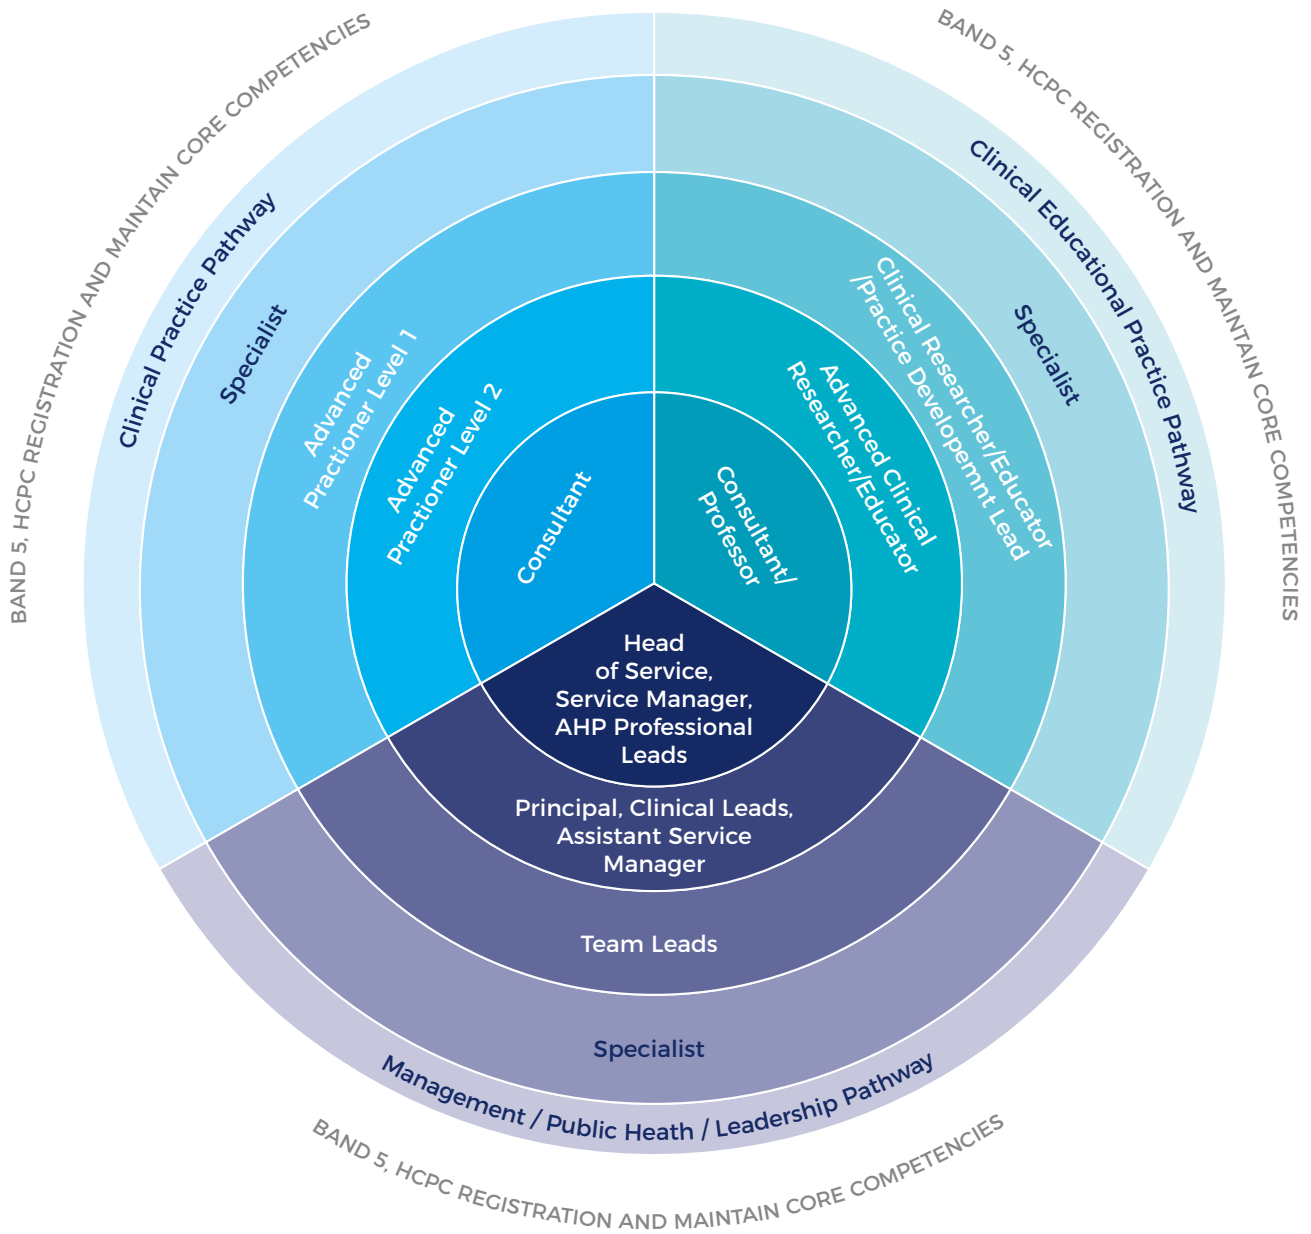 BAND 5, HCPC REGISTRATION AND MAINTAIN CORE COMPETENCIES
Clinical Practice Pathway
Specialist
Advanced
Practitioner Level 1
Advanced
Practitioner Level 2
Consultant
BAND 5, HCPC REGISTRATION AND MAINTAIN CORE COMPETENCIES
Clinical Educational Practice Pathway
Specialist
Clinical Researcher/Educator
/Practice Developemnt Lead
Advanced Clinical
Researcher/Educator
Consultant/
Professor
Head
of Service,
Service Manager,
AHP Professional
Leads
Principal, Clinical Leads,
Assistant Service
Manager
Team Leads
Specialist
Management / Public Heath / Leadership Pathway
BAND 5, HCPC REGISTRATION AND MAINTAIN CORE COMPETENCIES